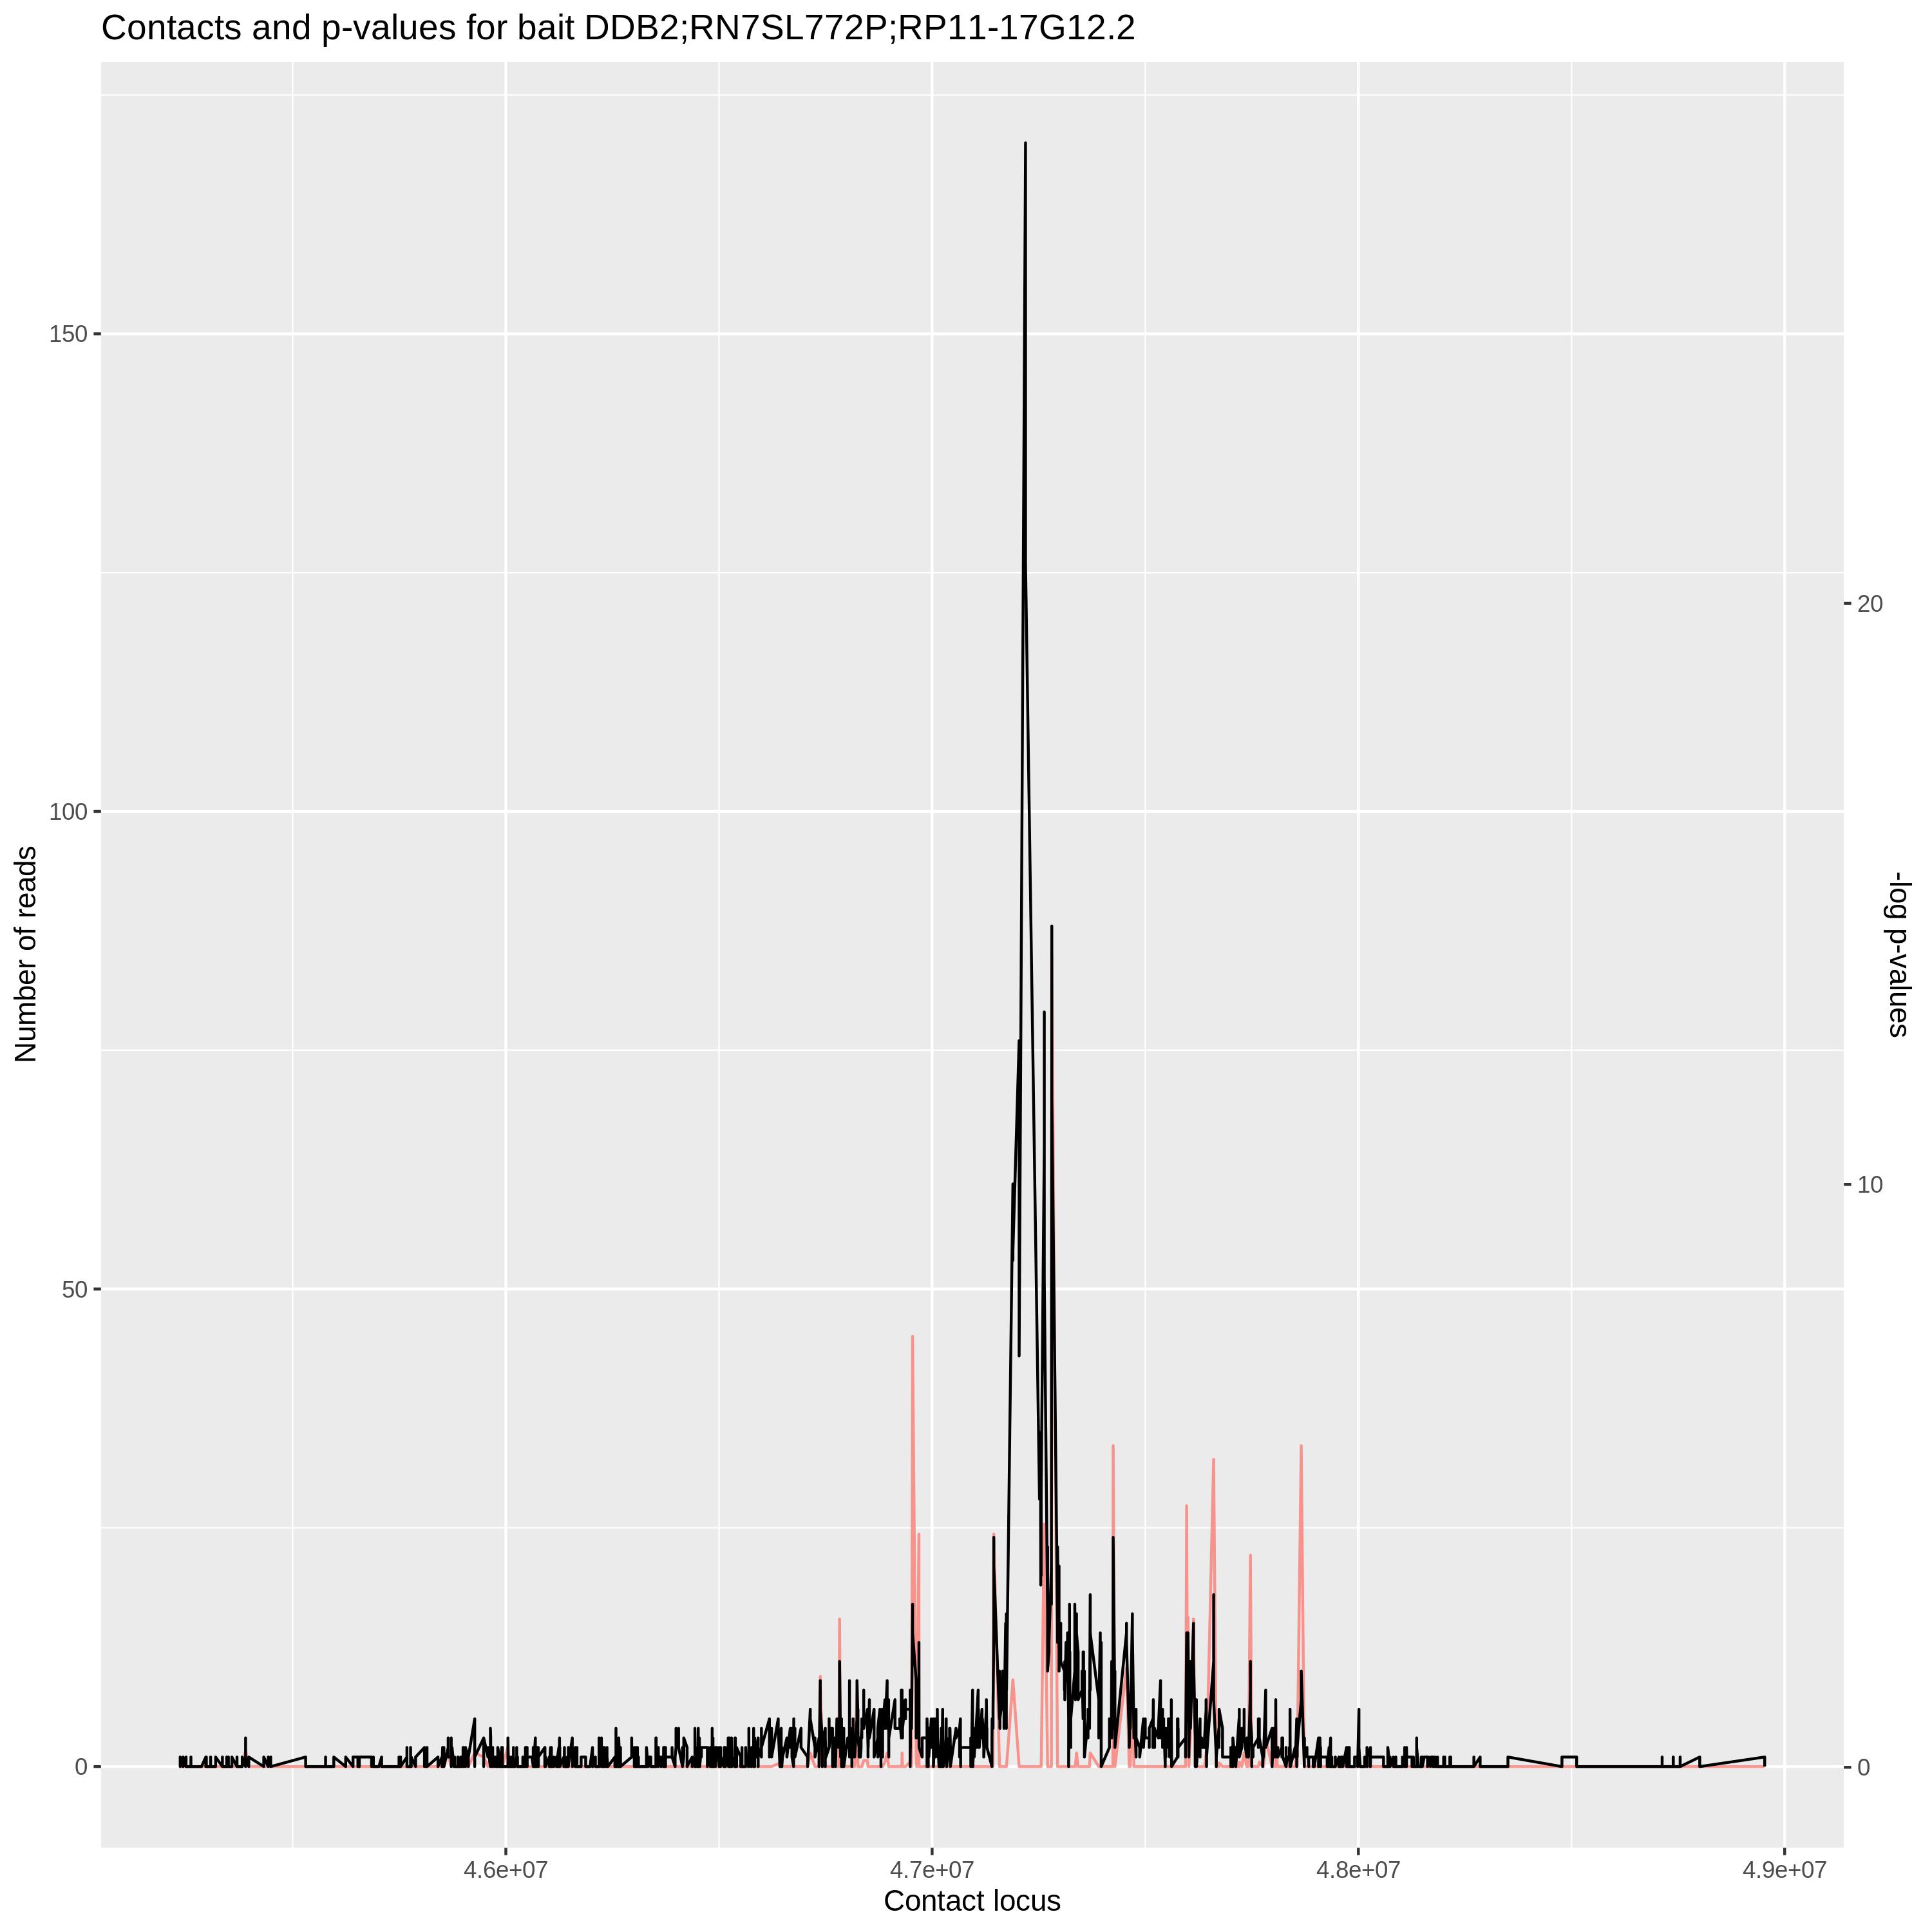 Contacts and p-values for bait DDB2;RN7SL772P;RP11-17G12.2
150
100
50
0
Number of reads
20
10
0
-log p-values
4.6e+07
4.7e+07
4.8e+07
4.9e+07
Contact locus